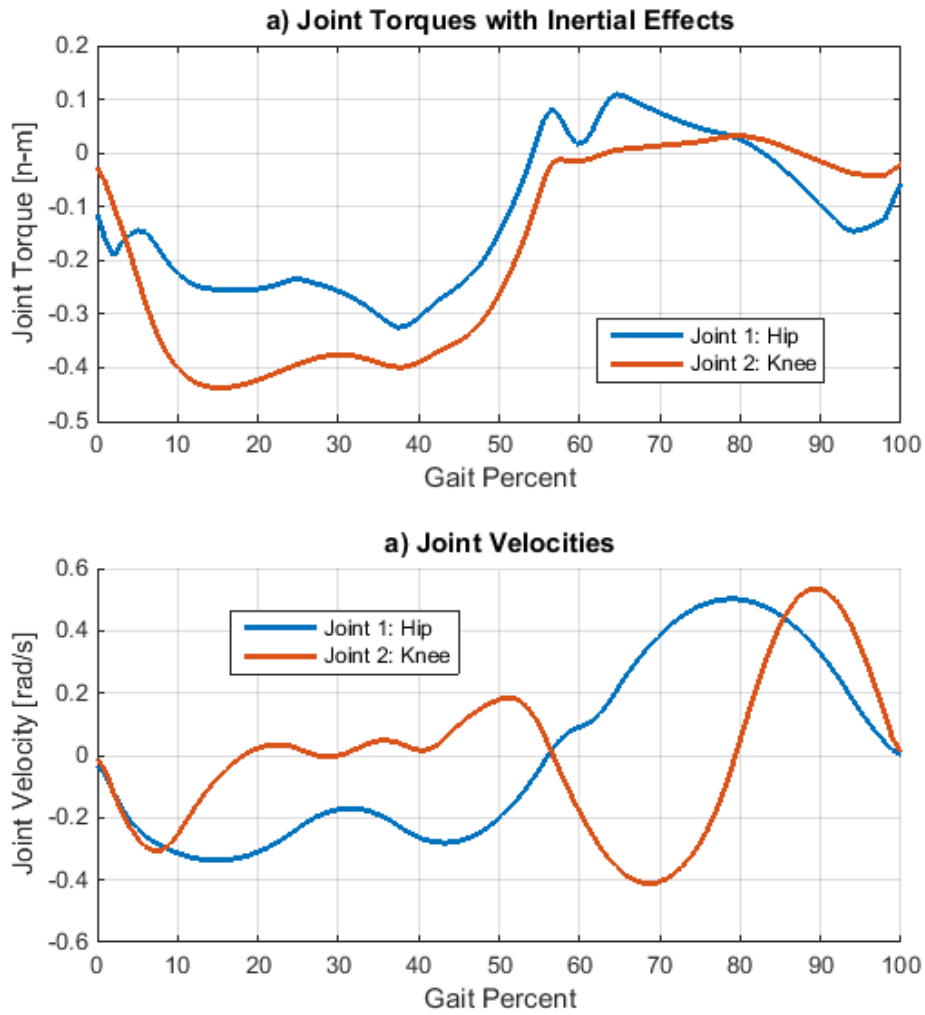 a) Joint Torques with Inertial Effects
0.2
0.1
0
-0.1
-0.2
-0.3
-0.4
-0.5
Joint Torque [n-m]
Joint 1: Hip
Joint 2: Knee
0 10 20 30 40 50 60 70 80 90 100
Gait Percent
a) Joint Velocities
0.6
0.4
0.2
0
-0.2
-0.4
-0.6
Joint Velocity [rad/s]
Joint 1: Hip
Joint 2: Knee
0 10 20 30 40 50 60 70 80 90 100
Gait Percent